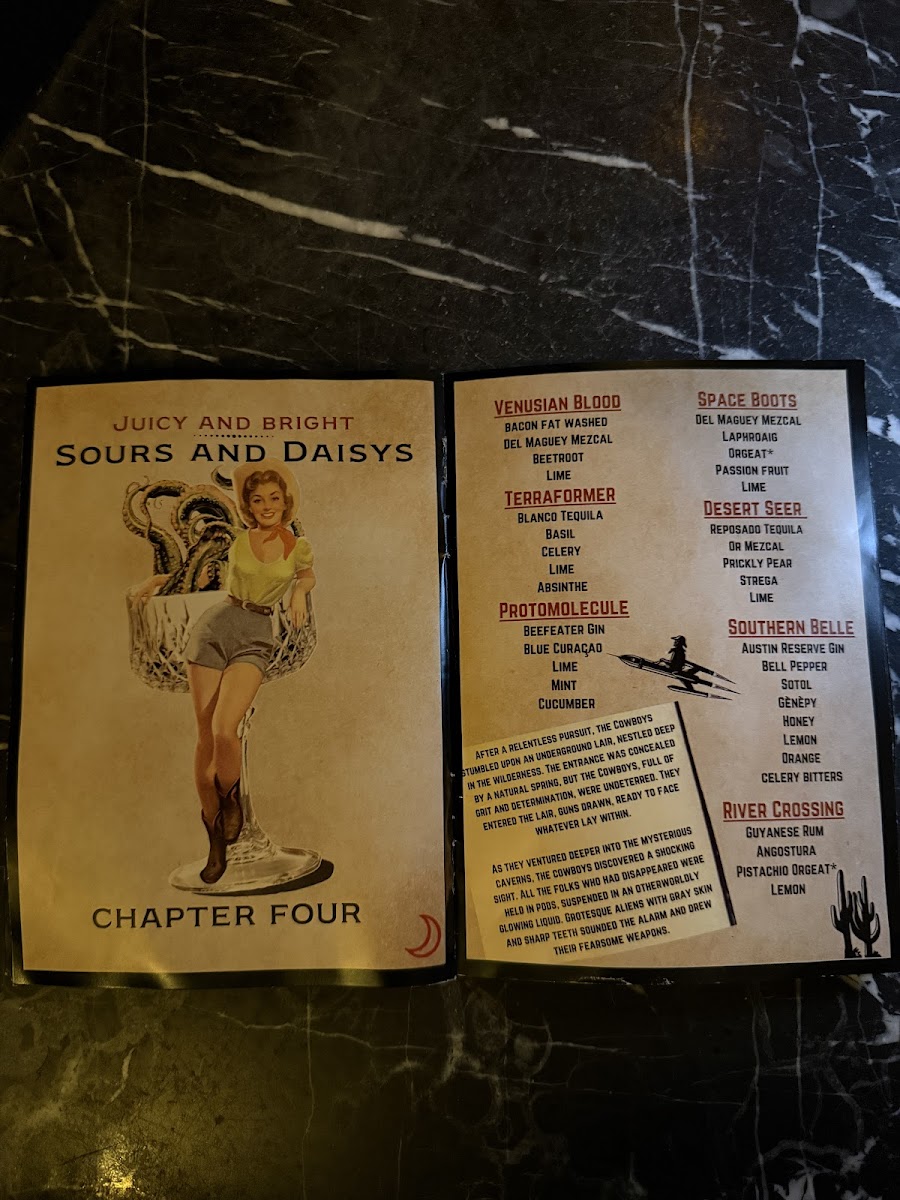 JUICY AND BRIGHT
SOURS AND DAISYS
CHAPTER FOUR
VENUSIAN BLOOD
BACON FAT WASHED
DEL MAGUEY MEZCAL
BEETROOT
LIME
TERRAFORMER
BLANCO TEQUILA
BASIL
CELERY
LIME
ABSINTHE
PROTOMOLECULE
BEEFEATER GIN
BLUE CURAÇAO
LIME
MINT
CUCUMBER
AFTER A RELENTLESS PURSUIT, THE COWBOYS
STUMBLED UPON AN UNDERGROUND LAIR, NESTLED DEEP
IN THE WILDERNESS. THE ENTRANCE WAS CONCEALED
BY A NATURAL SPRING, BUT THE COWBOYS, FULL OF
GRIT AND DETERMINATION, WERE UNDETERRED. THEY
ENTERED THE LAIR, GUNS DRAWN, READY TO FACE
WHATEVER LAY WITHIN.
AS THEY VENTURED DEEPER INTO THE MYSTERIOUS
CAVERNS, THE COWBOYS DISCOVERED A SHOCKING
SIGHT. ALL THE FOLKS WHO HAD DISAPPEARED WERE
HELD IN PODS, SUSPENDED IN AN OTHERWORLDLY
GLOWING LIQUID. GROTESQUE ALIENS WITH GRAY SKIN
AND SHARP TEETH SOUNDED THE ALARM AND DREW
THEIR FEARSOME WEAPONS.
SPACE BOOTS
DEL MAGUEY MEZCAL
LAPHROAIG
ORGEAT*
PASSION FRUIT
LIME
DESERT SEER
REPOSADO TEQUILA
OR MEZCAL
PRICKLY PEAR
STREGA
LIME
SOUTHERN BELLE
AUSTIN RESERVE GIN
BELL PEPPER
SOTOL
GÈNÈPY
HONEY
LEMON
ORANGE
CELERY BITTERS
RIVER CROSSING
GUYANESE RUM
ANGOSTURA
PISTACHIO ORGEAT*
LEMON